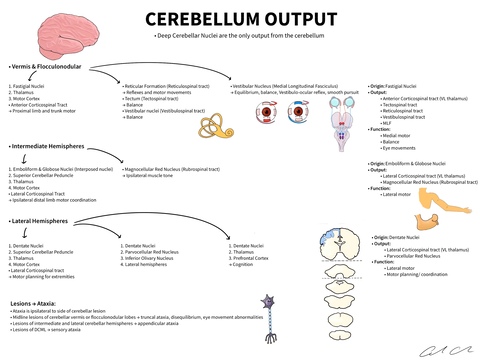 CEREBELLUM OUTPUT
• Deep Cerebellar Nuclei are the only output from the cerebellum
• Vermis & Flocculonodular
1. Fastigial Nuclei
2. Thalamus
3. Motor Cortex
• Anterior Corticospinal Tract
→ Proximal limb and trunk motor
• Reticular Formation (Reticulospinal tract)
→ Reflexes and motor movements
• Tectum (Tectospinal tract)
→ Balance
• Vestibular nuclei (Vestibulospinal tract)
→ Balance
• Vestibular Nucleus (Medial Longitudinal Fasciculus)
→ Equilibrium, balance, Vestibulo-ocular reflex, smooth pursuit
• Origin: Fastigial Nuclei
• Output:
• Anterior Corticospinal tract (VL thalamus)
• Tectospinal tract
• Reticulospinal tract
• Vestibulospinal tract
• MLF
• Function:
• Medial motor
• Balance
• Eye movements
• Intermediate Hemispheres
1. Emboliform & Globose Nuclei (Interposed nuclei)
2. Superior Cerebellar Peduncle
3. Thalamus
4. Motor Cortex
• Lateral Corticospinal Tract
→ Ipsilateral distal limb motor coordination
• Magnocellular Red Nucleus (Rubrospinal tract)
→ Ipsilateral muscle tone
• Origin: Emboliform & Globose Nuclei
• Output:
• Lateral Corticospinal tract (VL thalamus)
• Magnocellular Red Nucleus (Rubrospinal tract)
• Function:
• Lateral motor
• Lateral Hemispheres
1. Dentate Nuclei
2. Superior Cerebellar Peduncle
3. Thalamus
4. Motor Cortex
• Lateral Corticospinal tract
→ Motor planning for extremities
1. Dentate Nuclei
2. Parvocellular Red Nucleus
3. Inferior Olivary Nucleus
4. Lateral hemispheres
1. Dentate Nuclei
2. Thalamus
3. Prefrontal Cortex
→ Cognition
• Origin: Dentate Nuclei
• Output:
• Lateral Corticospinal tract (VL thalamus)
• Parvocellular Red Nucleus
• Function:
• Lateral motor
• Motor planning/ coordination
Lesions → Ataxia:
• Ataxia is ipsilateral to side of cerebellar lesion
• Midline lesions of cerebellar vermis or flocculonodular lobes → truncal ataxia, disequilibrium, eye movement abnormalities
• Lesions of intermediate and lateral cerebellar hemispheres → appendicular ataxia
• Lesions of DCML → sensory ataxia